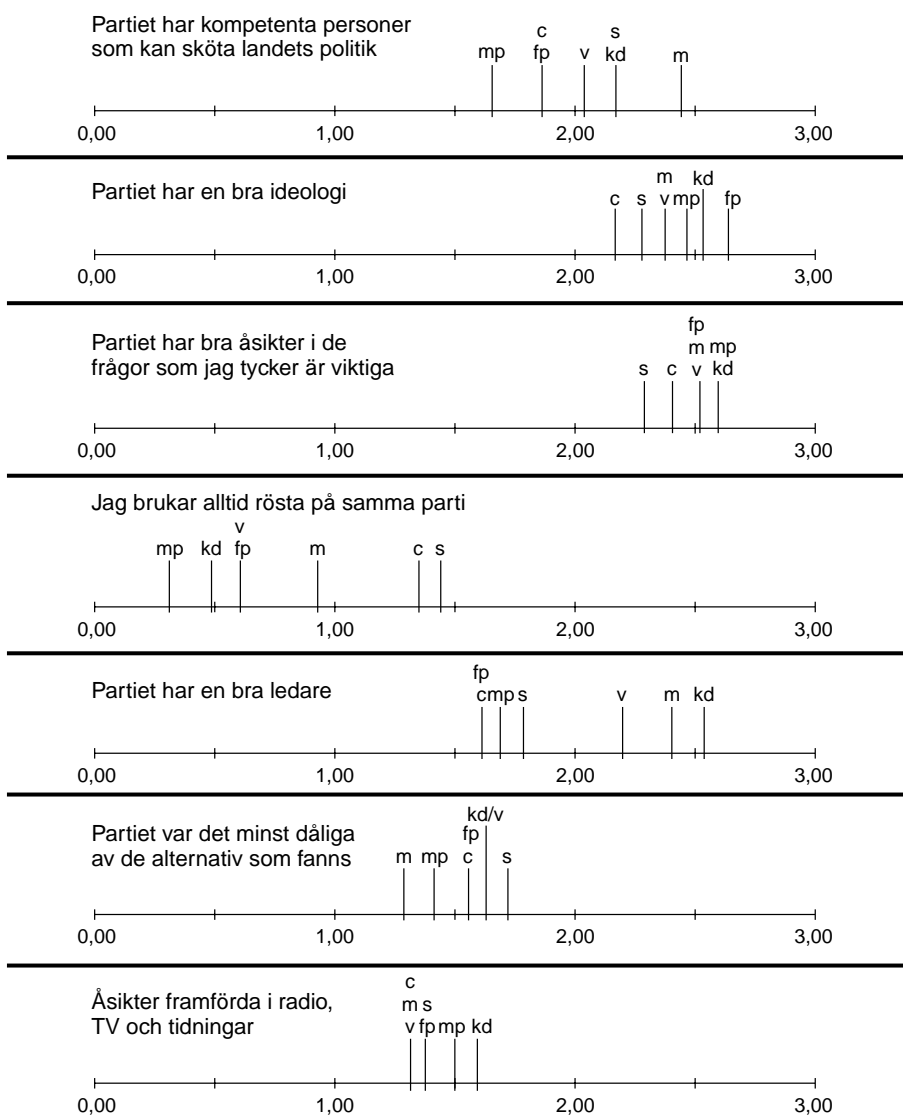 Partiet har kompetenta personer
som kan sköta landets politik
c s
mp fp v kd m
0,00 1,00 2,00 3,00
Partiet har en bra ideologi
m kd
c s v mp fp
0,00 1,00 2,00 3,00
Partiet har bra åsikter i de
frågor som jag tycker är viktiga
fp
m mp
s c v kd
0,00 1,00 2,00 3,00
Jag brukar alltid rösta på samma parti
v
mp kd fp m c s
0,00 1,00 2,00 3,00
Partiet har en bra ledare
fp
c mp s v m kd
0,00 1,00 2,00 3,00
Partiet var det minst dåliga
av de alternativ som fanns
kd/v
fp
m mp c s
0,00 1,00 2,00 3,00
Åsikter framförda i radio,
TV och tidningar
c
m s
v fp mp kd
0,00 1,00 2,00 3,00